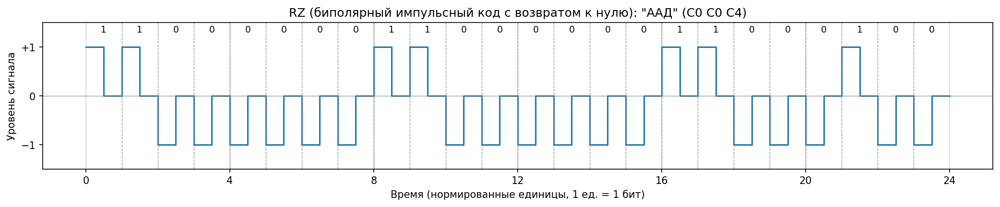 RZ (биполярный импульсный код с возвратом к нулю): "ААД" (C0 C0 C4)
1 1 0 0 0 0 0 0 1 1 0 0 0 0 0 0 1 1 0 0 0 1 0 0
+1
0
−1
Уровень сигнала
0 4 8 12 16 20 24
Время (нормированные единицы, 1 ед. = 1 бит)